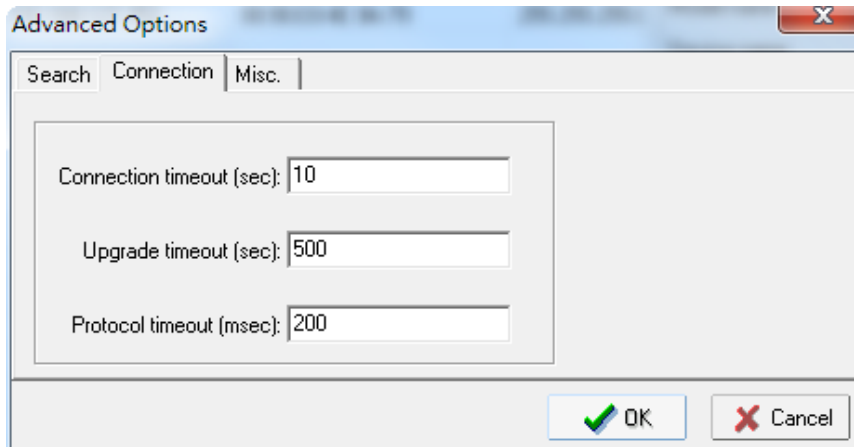 Advanced Options
Search Connection Misc.
Connection timeout (sec): 10
Upgrade timeout (sec): 500
Protocol timeout (msec): 200
OK Cancel